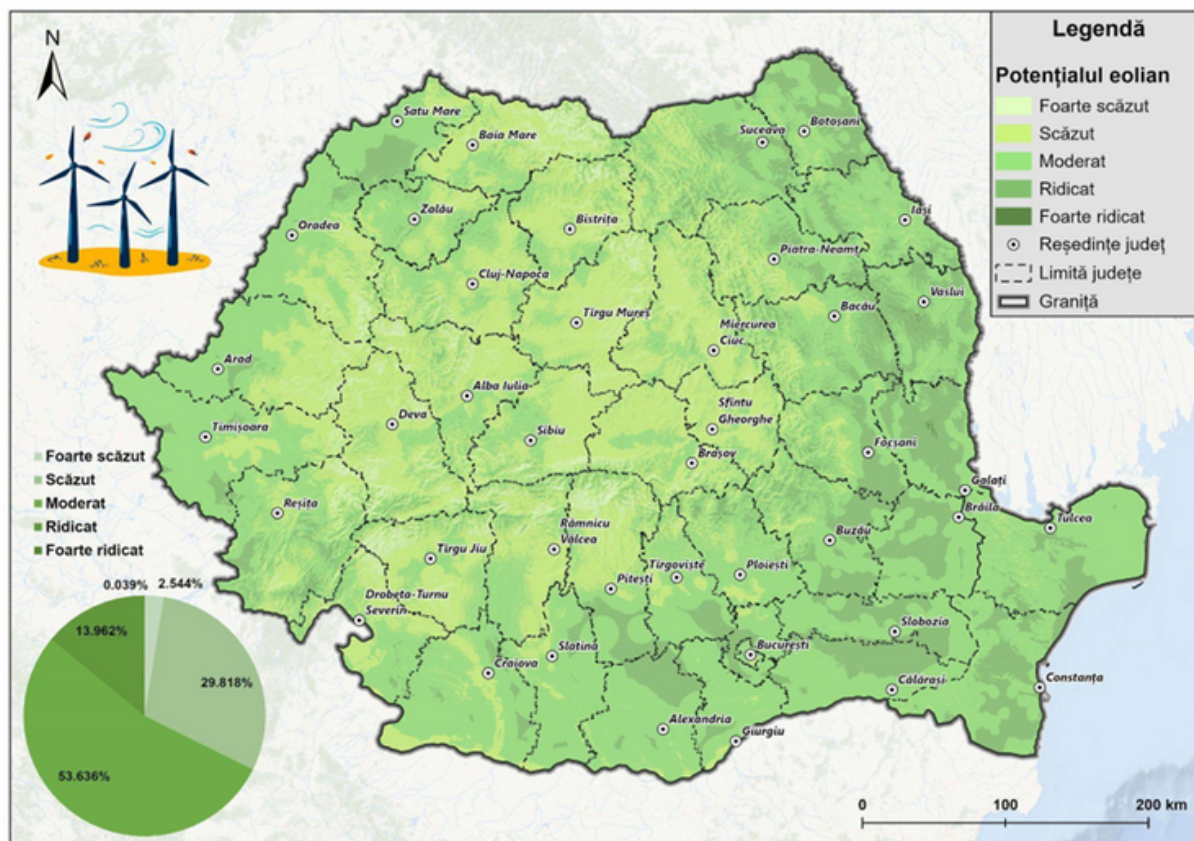 N
Legendă
Potențialul eolian
Foarte scăzut
Scăzut
Moderat
Ridicat
Foarte ridicat
Reședințe județ
Limită județe
Graniță
Satu Mare
Baia Mare
Suceava
Botoșani
Zalău
Oradea
Bistrița
Iași
Piatra-Neamț
Cluj-Napoca
Tîrgu Mureș
Vaslui
Bacău
Miercurea
Ciuc
Arad
Alba Iulia
Deva
Sibiu
Sfîntu
Gheorghe
Timișoara
Focșani
Brașov
Reșița
Galați
Brăila
Tulcea
Râmnicu
Vâlcea
Buzău
Tîrgu Jiu
Tîrgoviște
Ploiești
Pitești
Drobeta-Turnu
Severin
Slobozia
Slatina
București
Craiova
Călărași
Constanța
Alexandria
Giurgiu
Foarte scăzut
Scăzut
Moderat
Ridicat
Foarte ridicat
0.039%
2.544%
13.962%
29.818%
53.636%
0 100 200 km